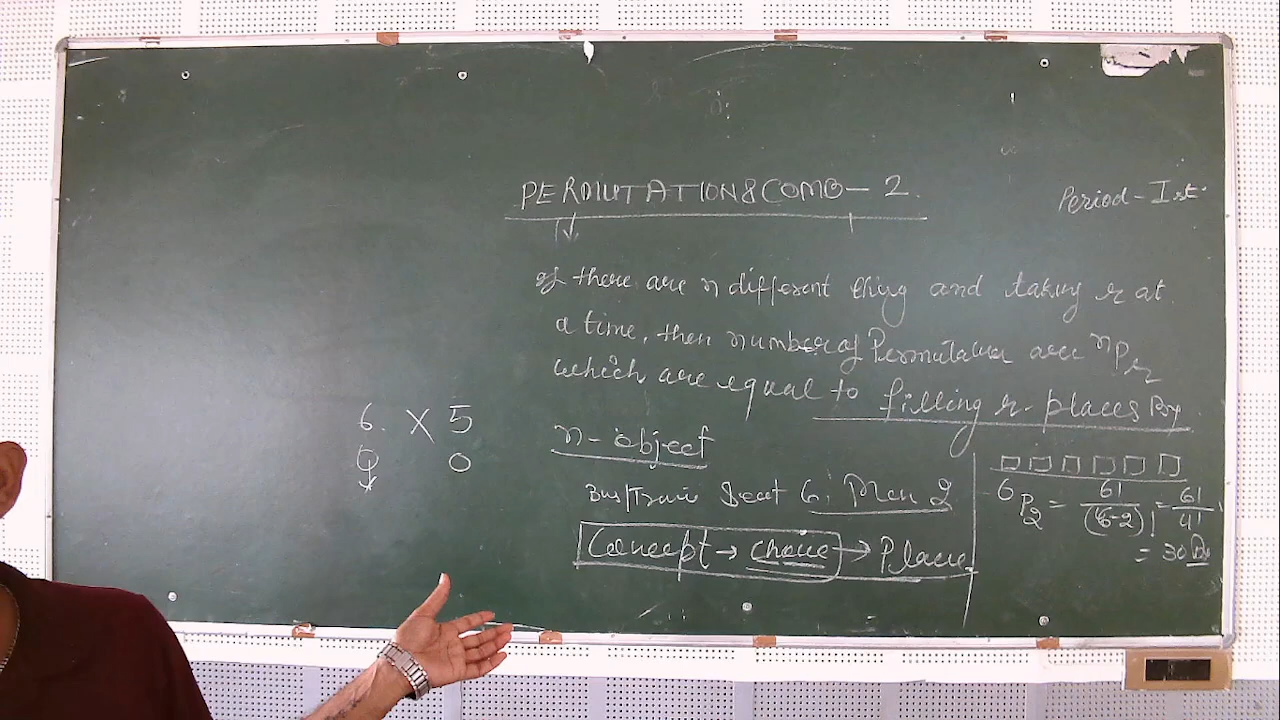 PERMUTATION & COMB - 2.
Period - Ist
If there are n different thing and taking r at
a time, then number of Permutation are nPr
which are equal to filling r-places By
n-object
Bus/Train Seat 6, Man 2
Concept → choice → Place
6. X 5
6P2 = 6!/(6-2)! = 6!/4!
= 30